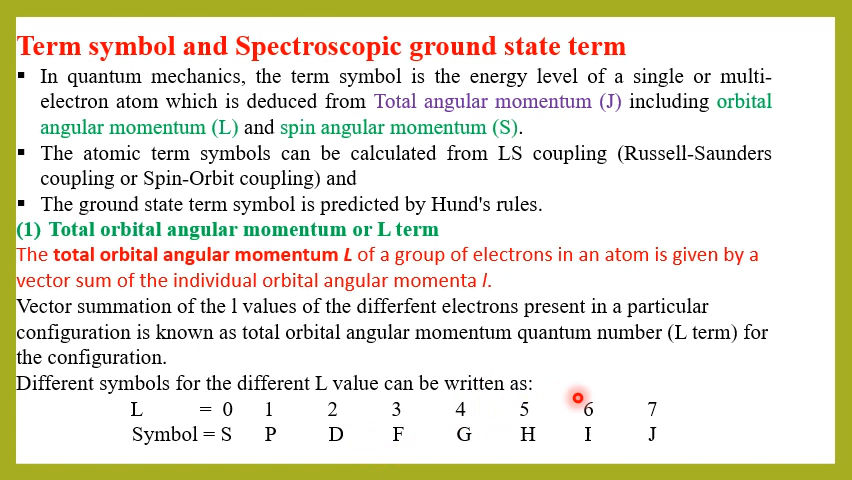 Term symbol and Spectroscopic ground state term
▪ In quantum mechanics, the term symbol is the energy level of a single or multi-
electron atom which is deduced from Total angular momentum (J) including orbital
angular momentum (L) and spin angular momentum (S).
▪ The atomic term symbols can be calculated from LS coupling (Russell-Saunders
coupling or Spin-Orbit coupling) and
▪ The ground state term symbol is predicted by Hund's rules.
(1) Total orbital angular momentum or L term
The total orbital angular momentum L of a group of electrons in an atom is given by a
vector sum of the individual orbital angular momenta l.
Vector summation of the l values of the differfent electrons present in a particular
configuration is known as total orbital angular momentum quantum number (L term) for
the configuration.
Different symbols for the different L value can be written as:
L = 0 1 2 3 4 5 6 7
Symbol = S P D F G H I J